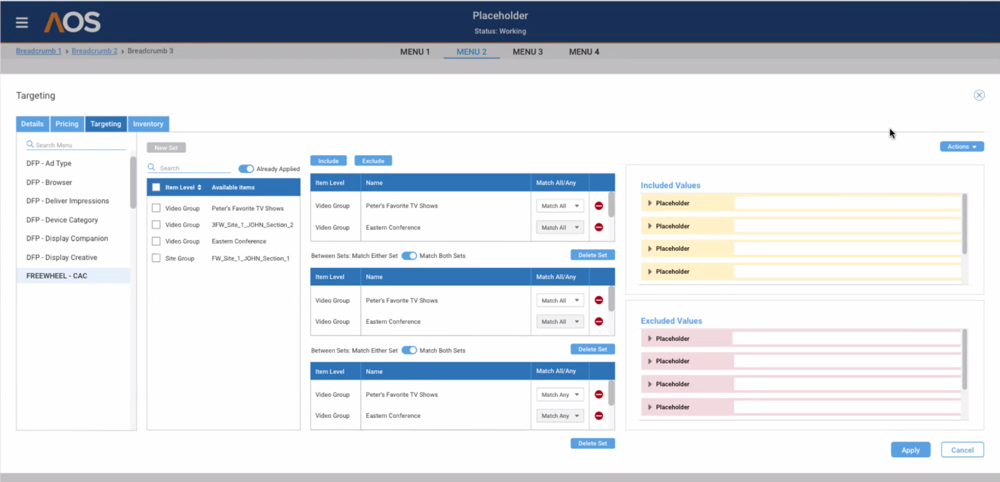 AOS
Placeholder
Status: Working
Breadcrumb 1 > Breadcrumb 2 > Breadcrumb 3
MENU 1 MENU 2 MENU 3 MENU 4
Targeting
Details Pricing Targeting Inventory
Search Menu
DFP - Ad Type
DFP - Browser
DFP - Deliver Impressions
DFP - Device Category
DFP - Display Companion
DFP - Display Creative
FREEWHEEL - CAC
New Set
Search
Already Applied
Item Level Available items
Video Group Peter's Favorite TV Shows
Video Group 3FW_Site_1_JOHN_Section_2
Video Group Eastern Conference
Site Group FW_Site_1_JOHN_Section_1
Include Exclude
Item Level Name Match All/Any
Video Group Peter's Favorite TV Shows Match All
Video Group Eastern Conference Match All
Between Sets: Match Either Set Match Both Sets Delete Set
Item Level Name Match All/Any
Video Group Peter's Favorite TV Shows Match All
Video Group Eastern Conference Match All
Between Sets: Match Either Set Match Both Sets Delete Set
Item Level Name Match All/Any
Video Group Peter's Favorite TV Shows Match Any
Video Group Eastern Conference Match Any
Delete Set
Actions
Included Values
Placeholder
Placeholder
Placeholder
Placeholder
Excluded Values
Placeholder
Placeholder
Placeholder
Placeholder
Apply Cancel